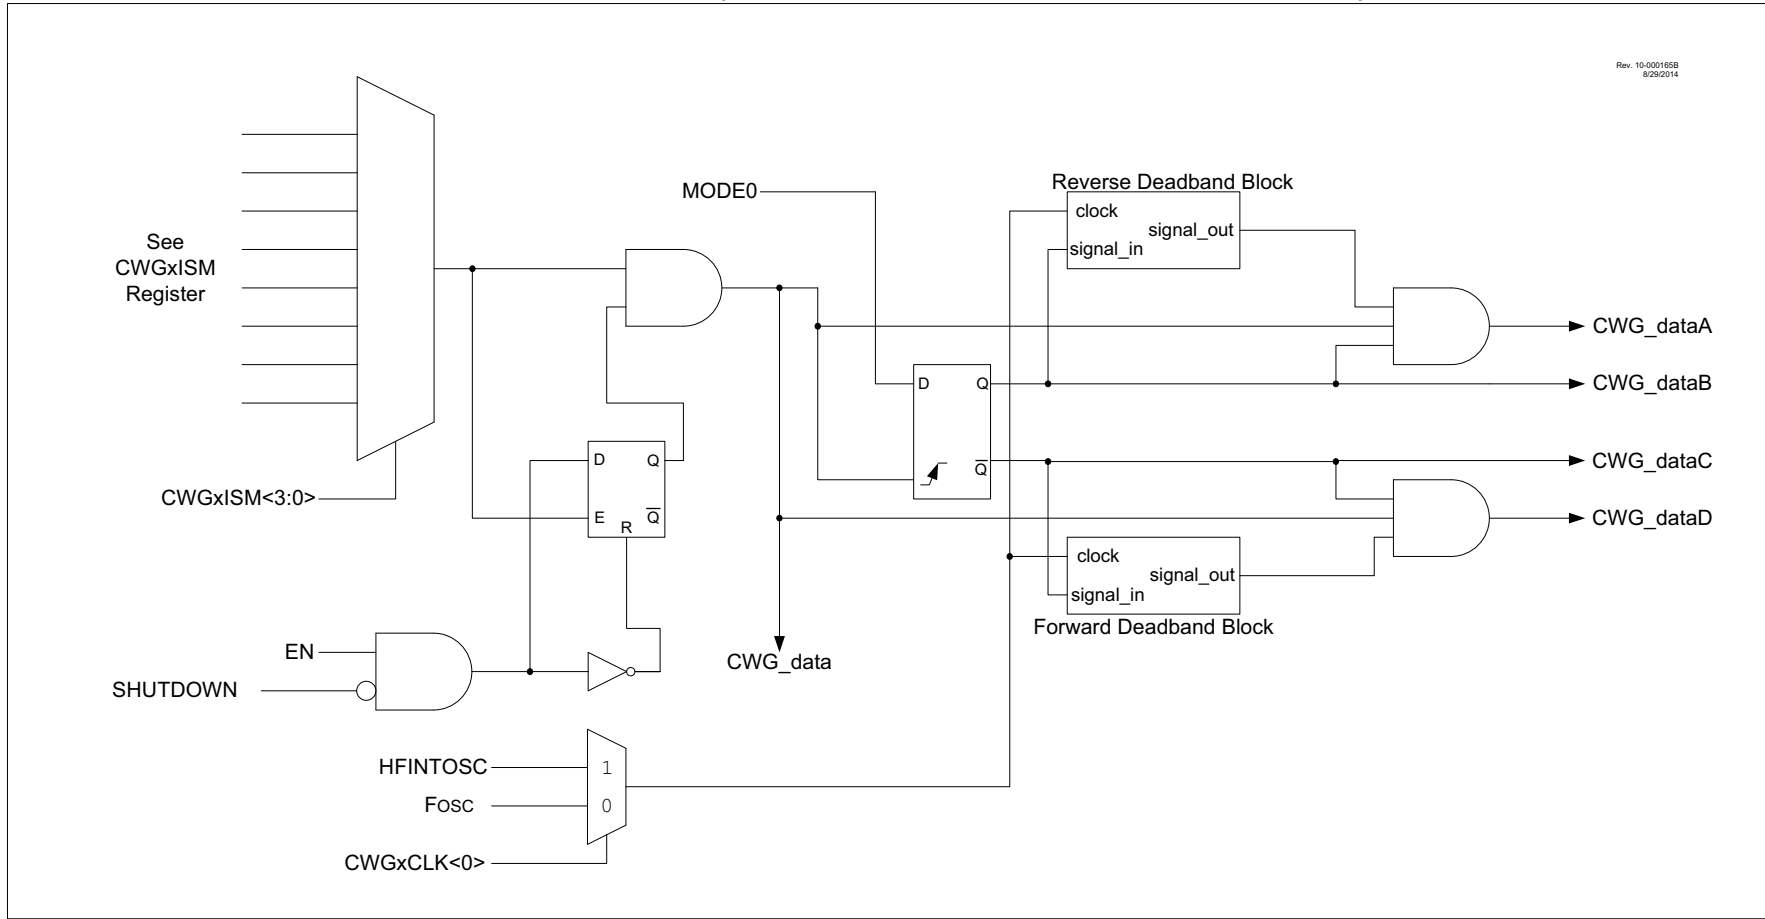 Rev. 10-000165B
8/29/2014
See
CWGxISM
Register
CWGxISM<3:0>
MODE0
Reverse Deadband Block
clock
signal_out
signal_in
CWG_dataA
D
Q
CWG_dataB
Q
CWG_dataC
D
Q
E
R
Q
CWG_dataD
clock
signal_out
signal_in
Forward Deadband Block
EN
SHUTDOWN
CWG_data
HFINTOSC
1
FOSC
0
CWGxCLK<0>